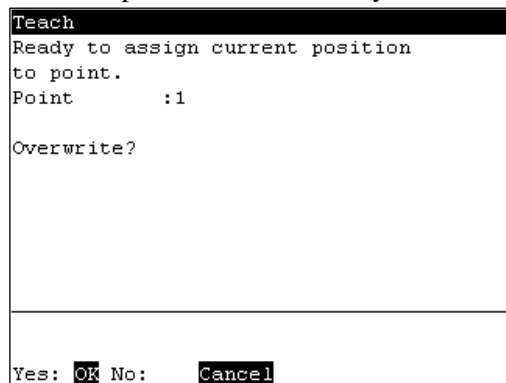 Teach
Ready to assign current position
to point.
Point :1
Overwrite?
Yes: OK No: Cancel